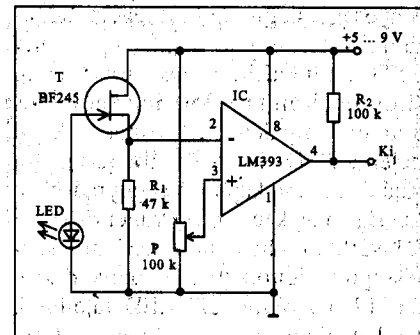 +5 ... 9 V
T
BF245
IC
R2
100 k
2
8
-
LM393
4
Ki
3
+
1
R1
47 k
LED
P
100 k